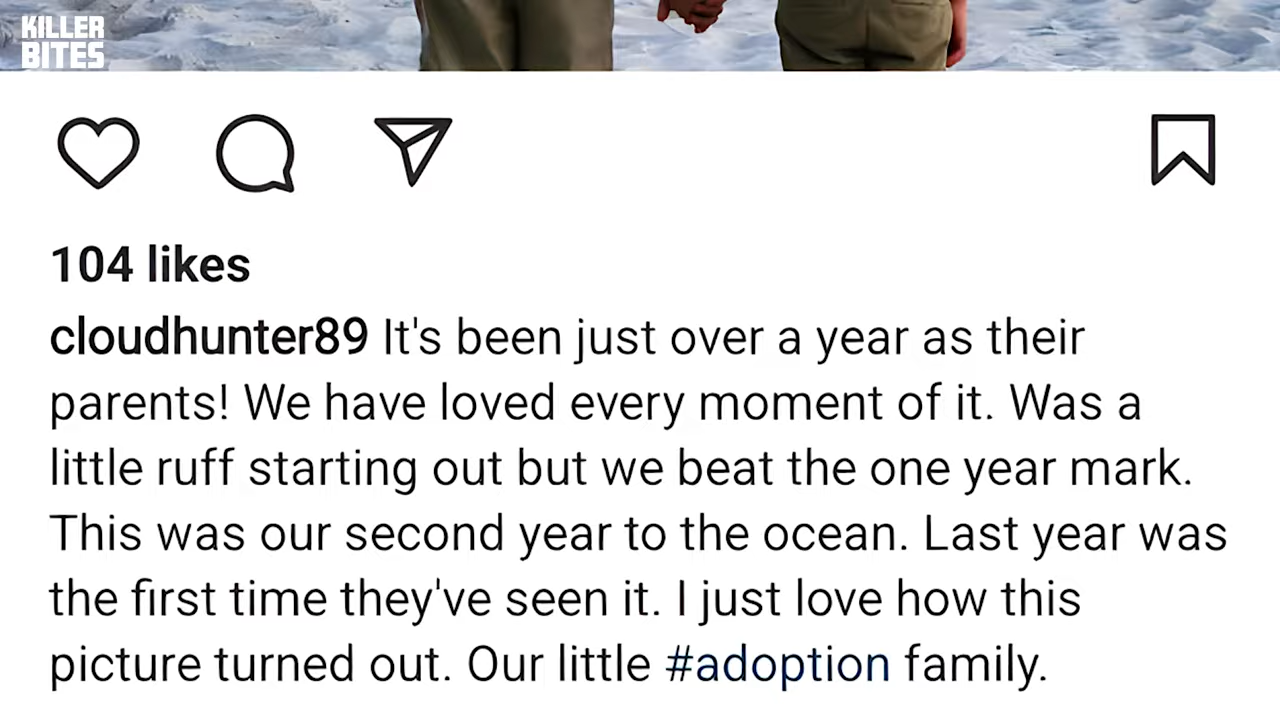 KILLER
BITES
104 likes
cloudhunter89 It's been just over a year as their
parents! We have loved every moment of it. Was a
little ruff starting out but we beat the one year mark.
This was our second year to the ocean. Last year was
the first time they've seen it. I just love how this
picture turned out. Our little #adoption family.